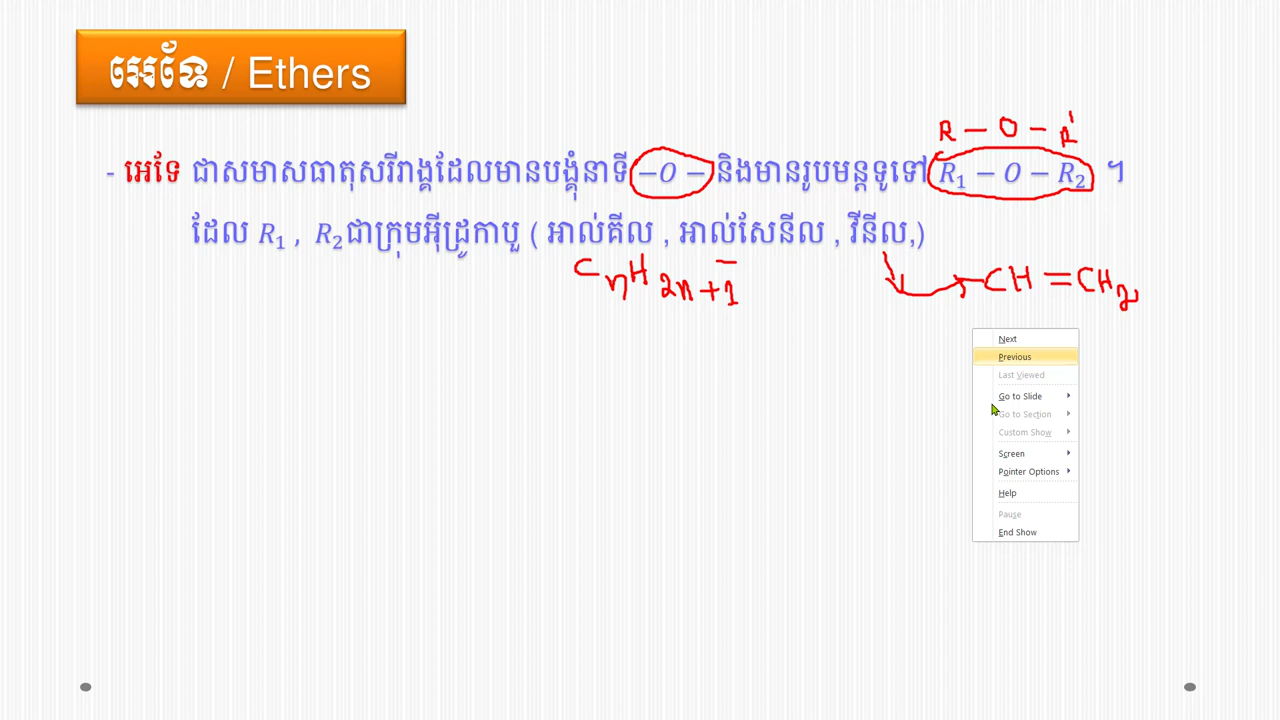 អេទែ / Ethers
R – O – R'
- អេទែ ជាសមាសធាតុសរីរាង្គដែលមានបង្គុំនាទី –O – និងមានរូបមន្តទូទៅ R₁ – O – R₂ ។
ដែល R₁ , R₂ជាក្រុមអ៊ីដ្រូកាបួ ( អាល់គីល , អាល់សែនីល , វីនីល,)
CnH2n+1 –
–CH=CH₂
Next
Previous
Last Viewed
Go to Slide
Go to Section
Custom Show
Screen
Pointer Options
Help
Pause
End Show